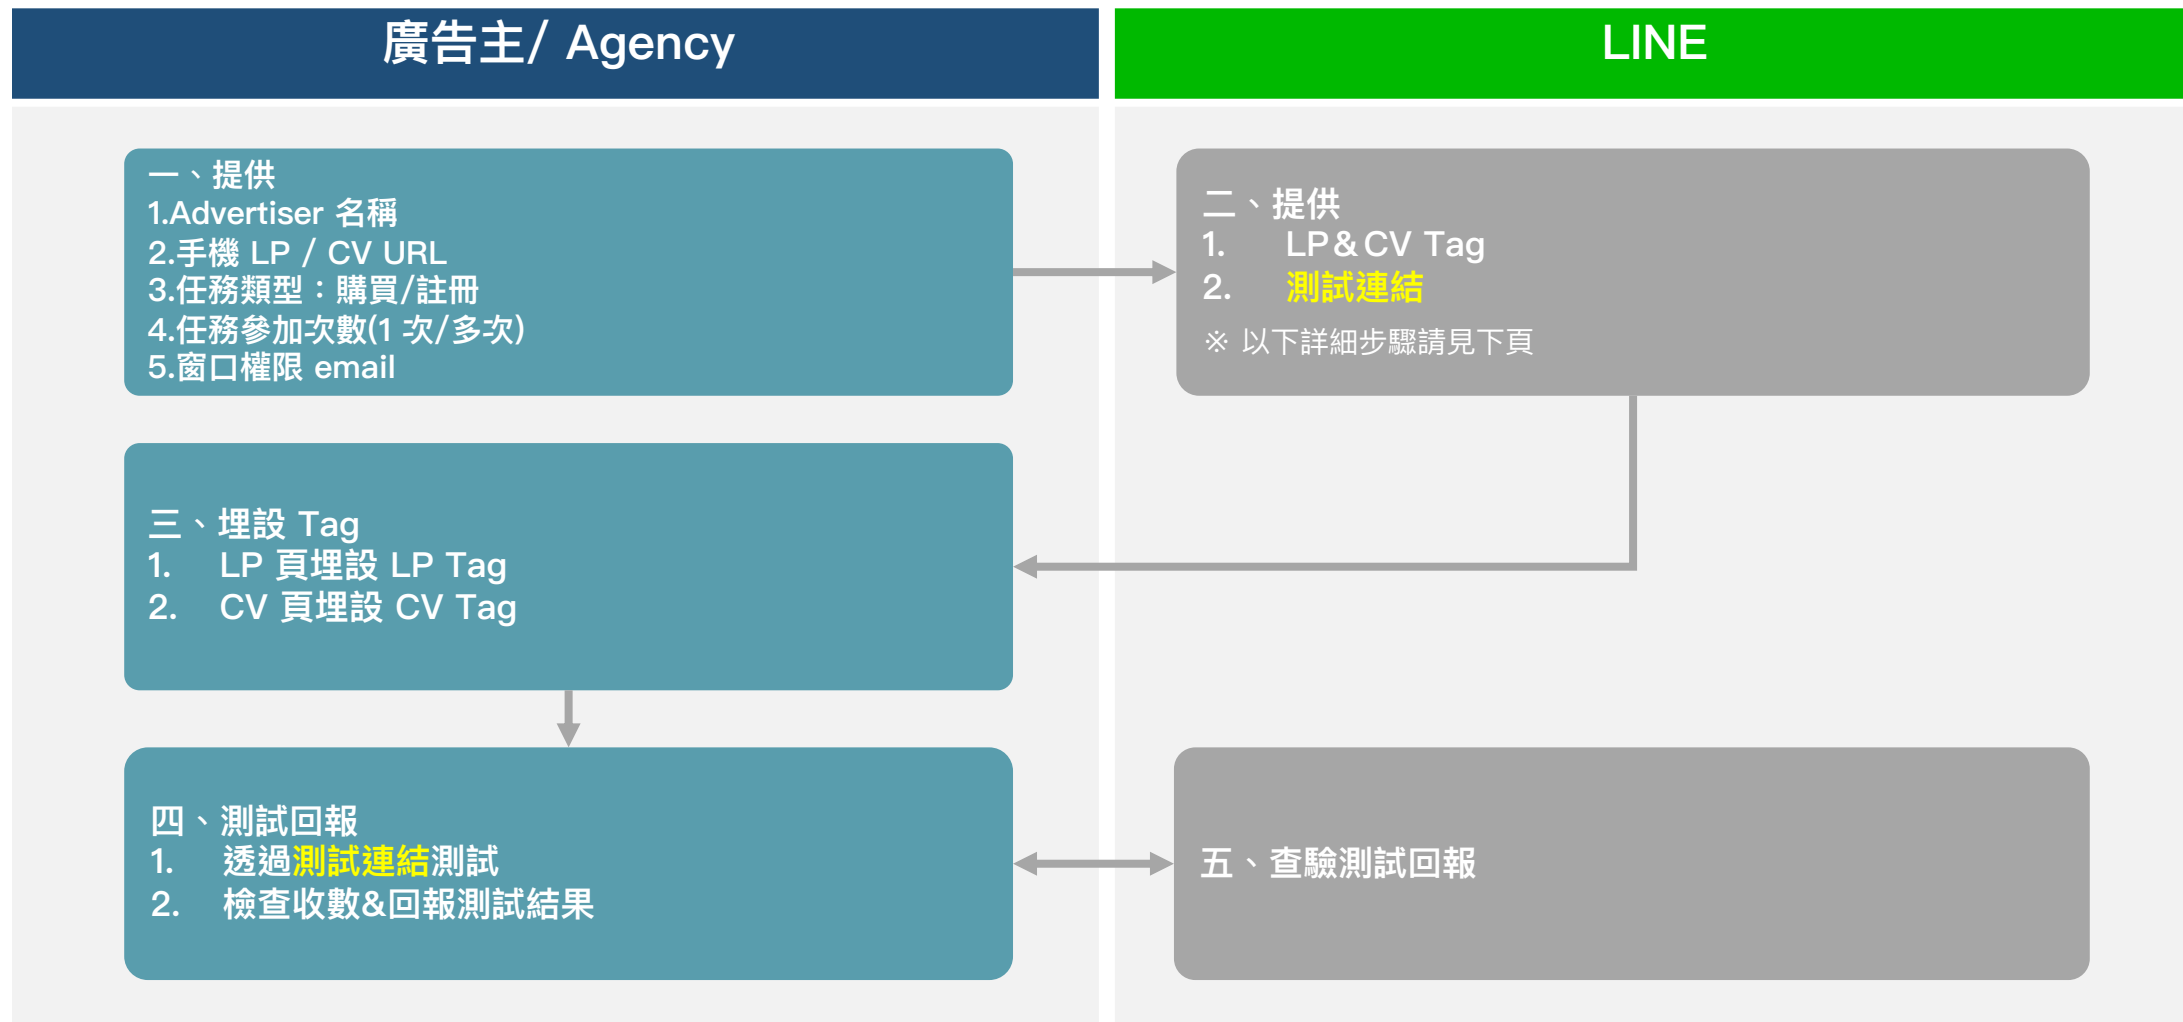 廣告主/ Agency
LINE
一、提供
1.Advertiser 名稱
2.手機 LP / CV URL
3.任務類型：購買/註冊
4.任務參加次數(1 次/多次)
5.窗口權限 email
二、提供
1. LP&CV Tag
2. 測試連結
※ 以下詳細步驟請見下頁
三、埋設 Tag
1. LP 頁埋設 LP Tag
2. CV 頁埋設 CV Tag
四、測試回報
1. 透過測試連結測試
2. 檢查收數&回報測試結果
五、查驗測試回報